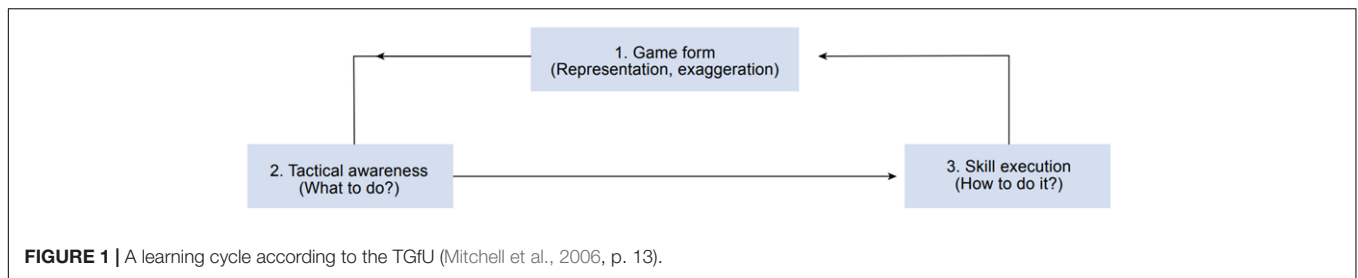 1. Game form
(Representation, exaggeration)
2. Tactical awareness
(What to do?)
3. Skill execution
(How to do it?)
FIGURE 1 | A learning cycle according to the TGfU (Mitchell et al., 2006, p. 13).